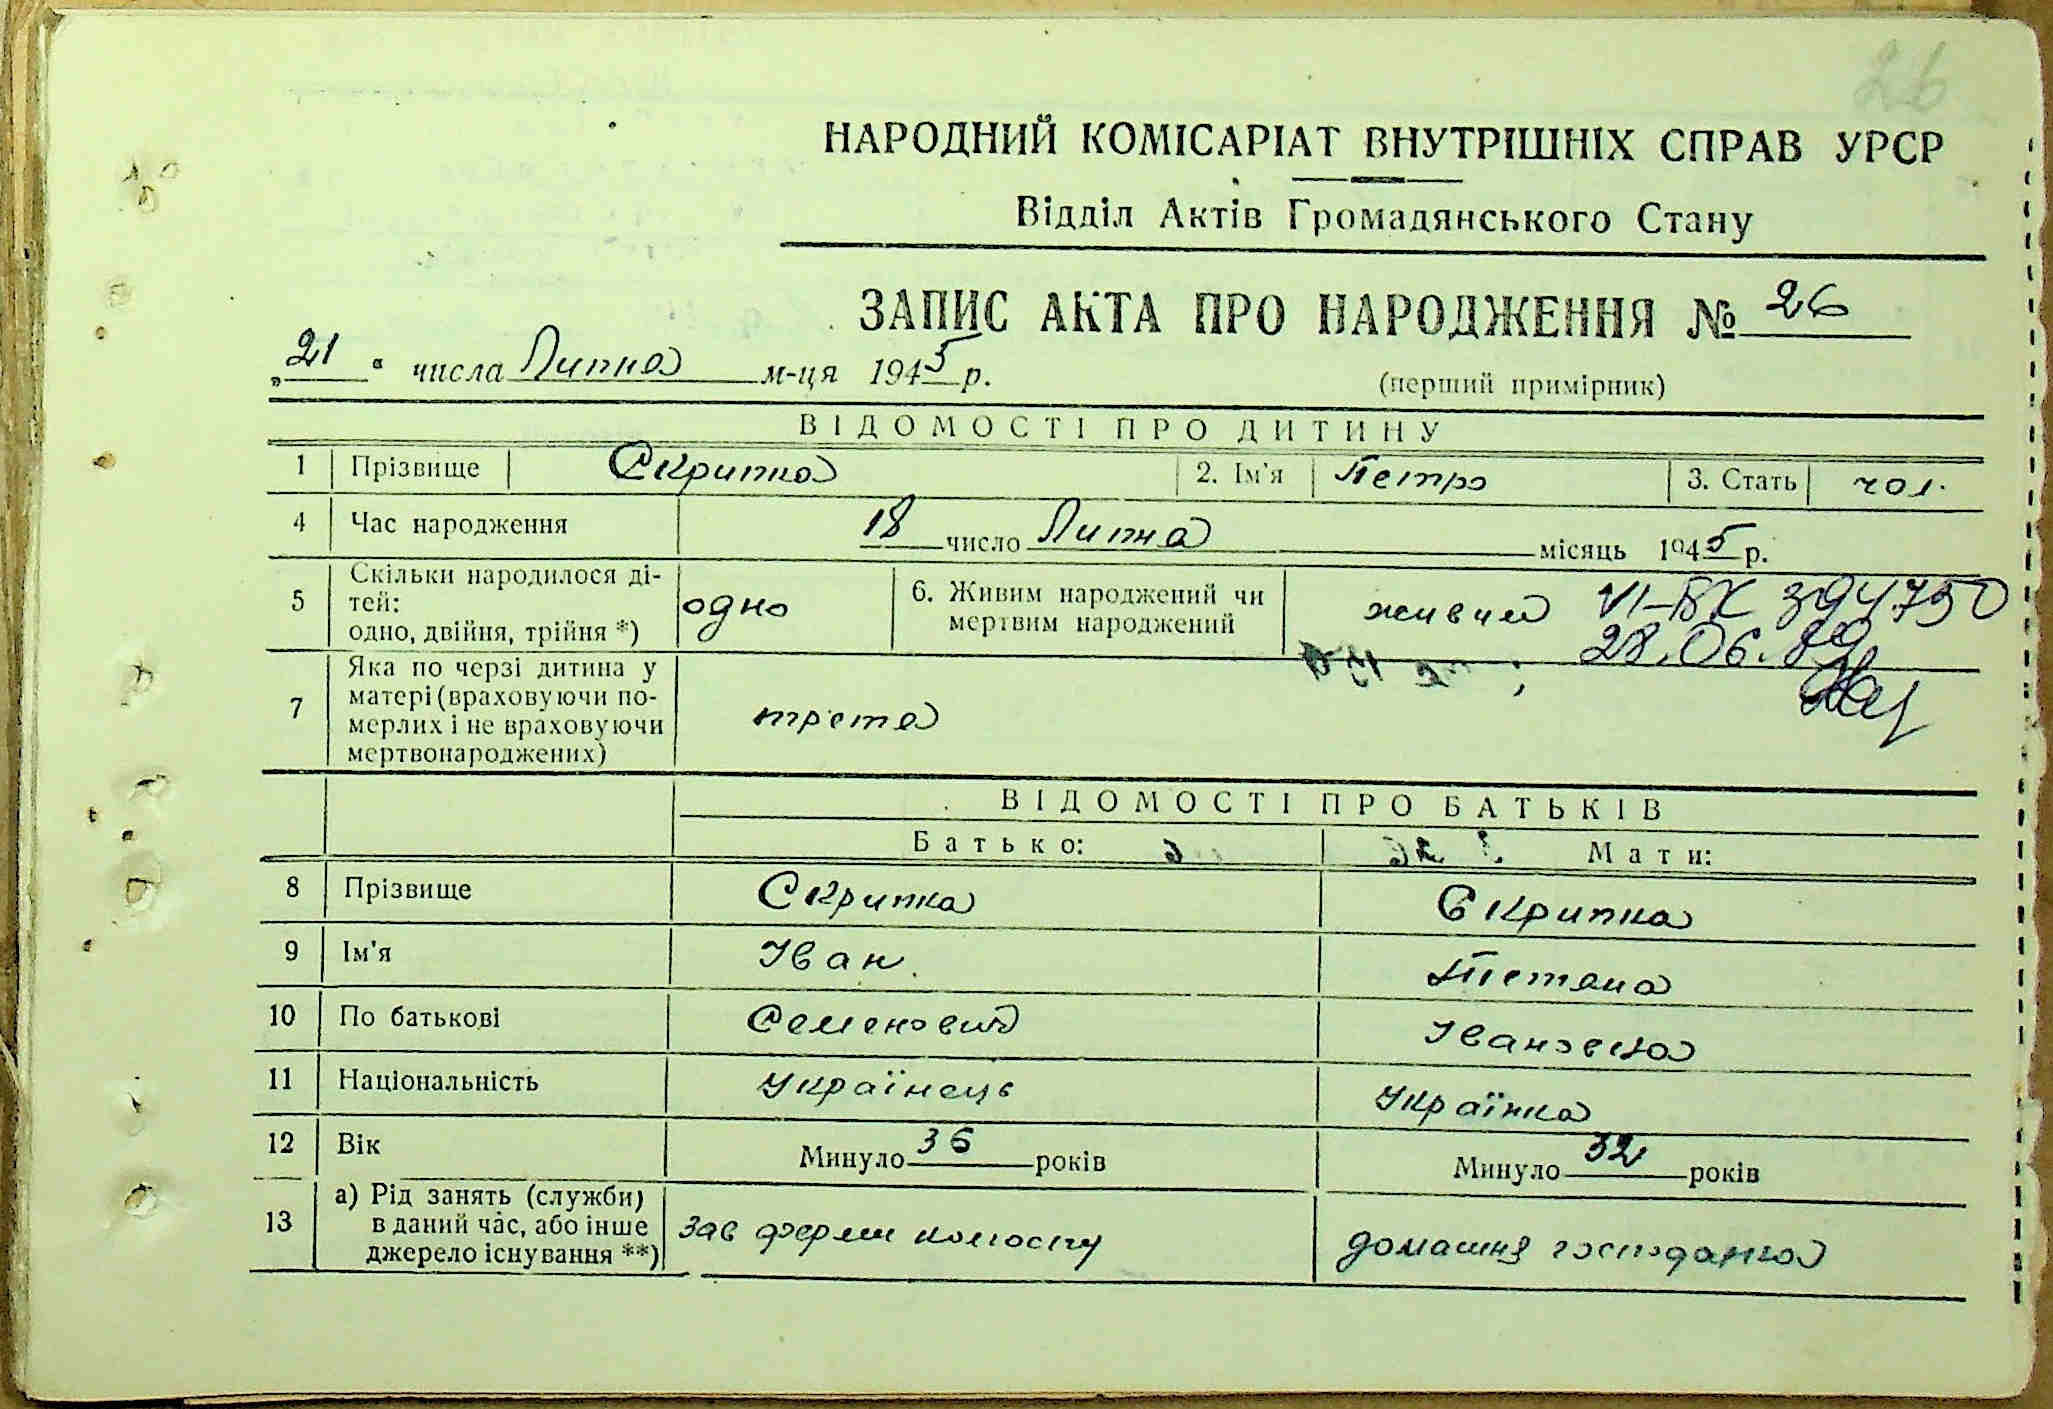 26
НАРОДНИЙ КОМІСАРІАТ ВНУТРІШНІХ СПРАВ УРСР
Відділ Актів Громадянського Стану
ЗАПИС АКТА ПРО НАРОДЖЕННЯ № 26
„21“ числа Липня м-ця 1945 р.
(перший примірник)
ВІДОМОСТІ ПРО ДИТИНУ
1 Прізвище Скрипка 2. Ім'я Петро 3. Стать чол.
4 Час народження 18 число Липня місяць 1945 р.
5 Скільки народилося ді-
тей:
одно, двійня, трійня *) одно 6. Живим народжений чи
мертвим народжений живим VI-БК 394750
28.06.89
7 Яка по черзі дитина у
матері (враховуючи по-
мерлих і не враховуючи
мертвонароджених) третя
ВІДОМОСТІ ПРО БАТЬКІВ
Батько: Мати:
8 Прізвище Скрипка Скрипка
9 Ім'я Іван Тетяна
10 По батькові Семенович Івановна
11 Національність Українець Українка
12 Вік Минуло 36 років Минуло 32 років
13 а) Рід занять (служби)
в даний час, або інше
джерело існування **) Зав ферми колгоспу домашня господарка